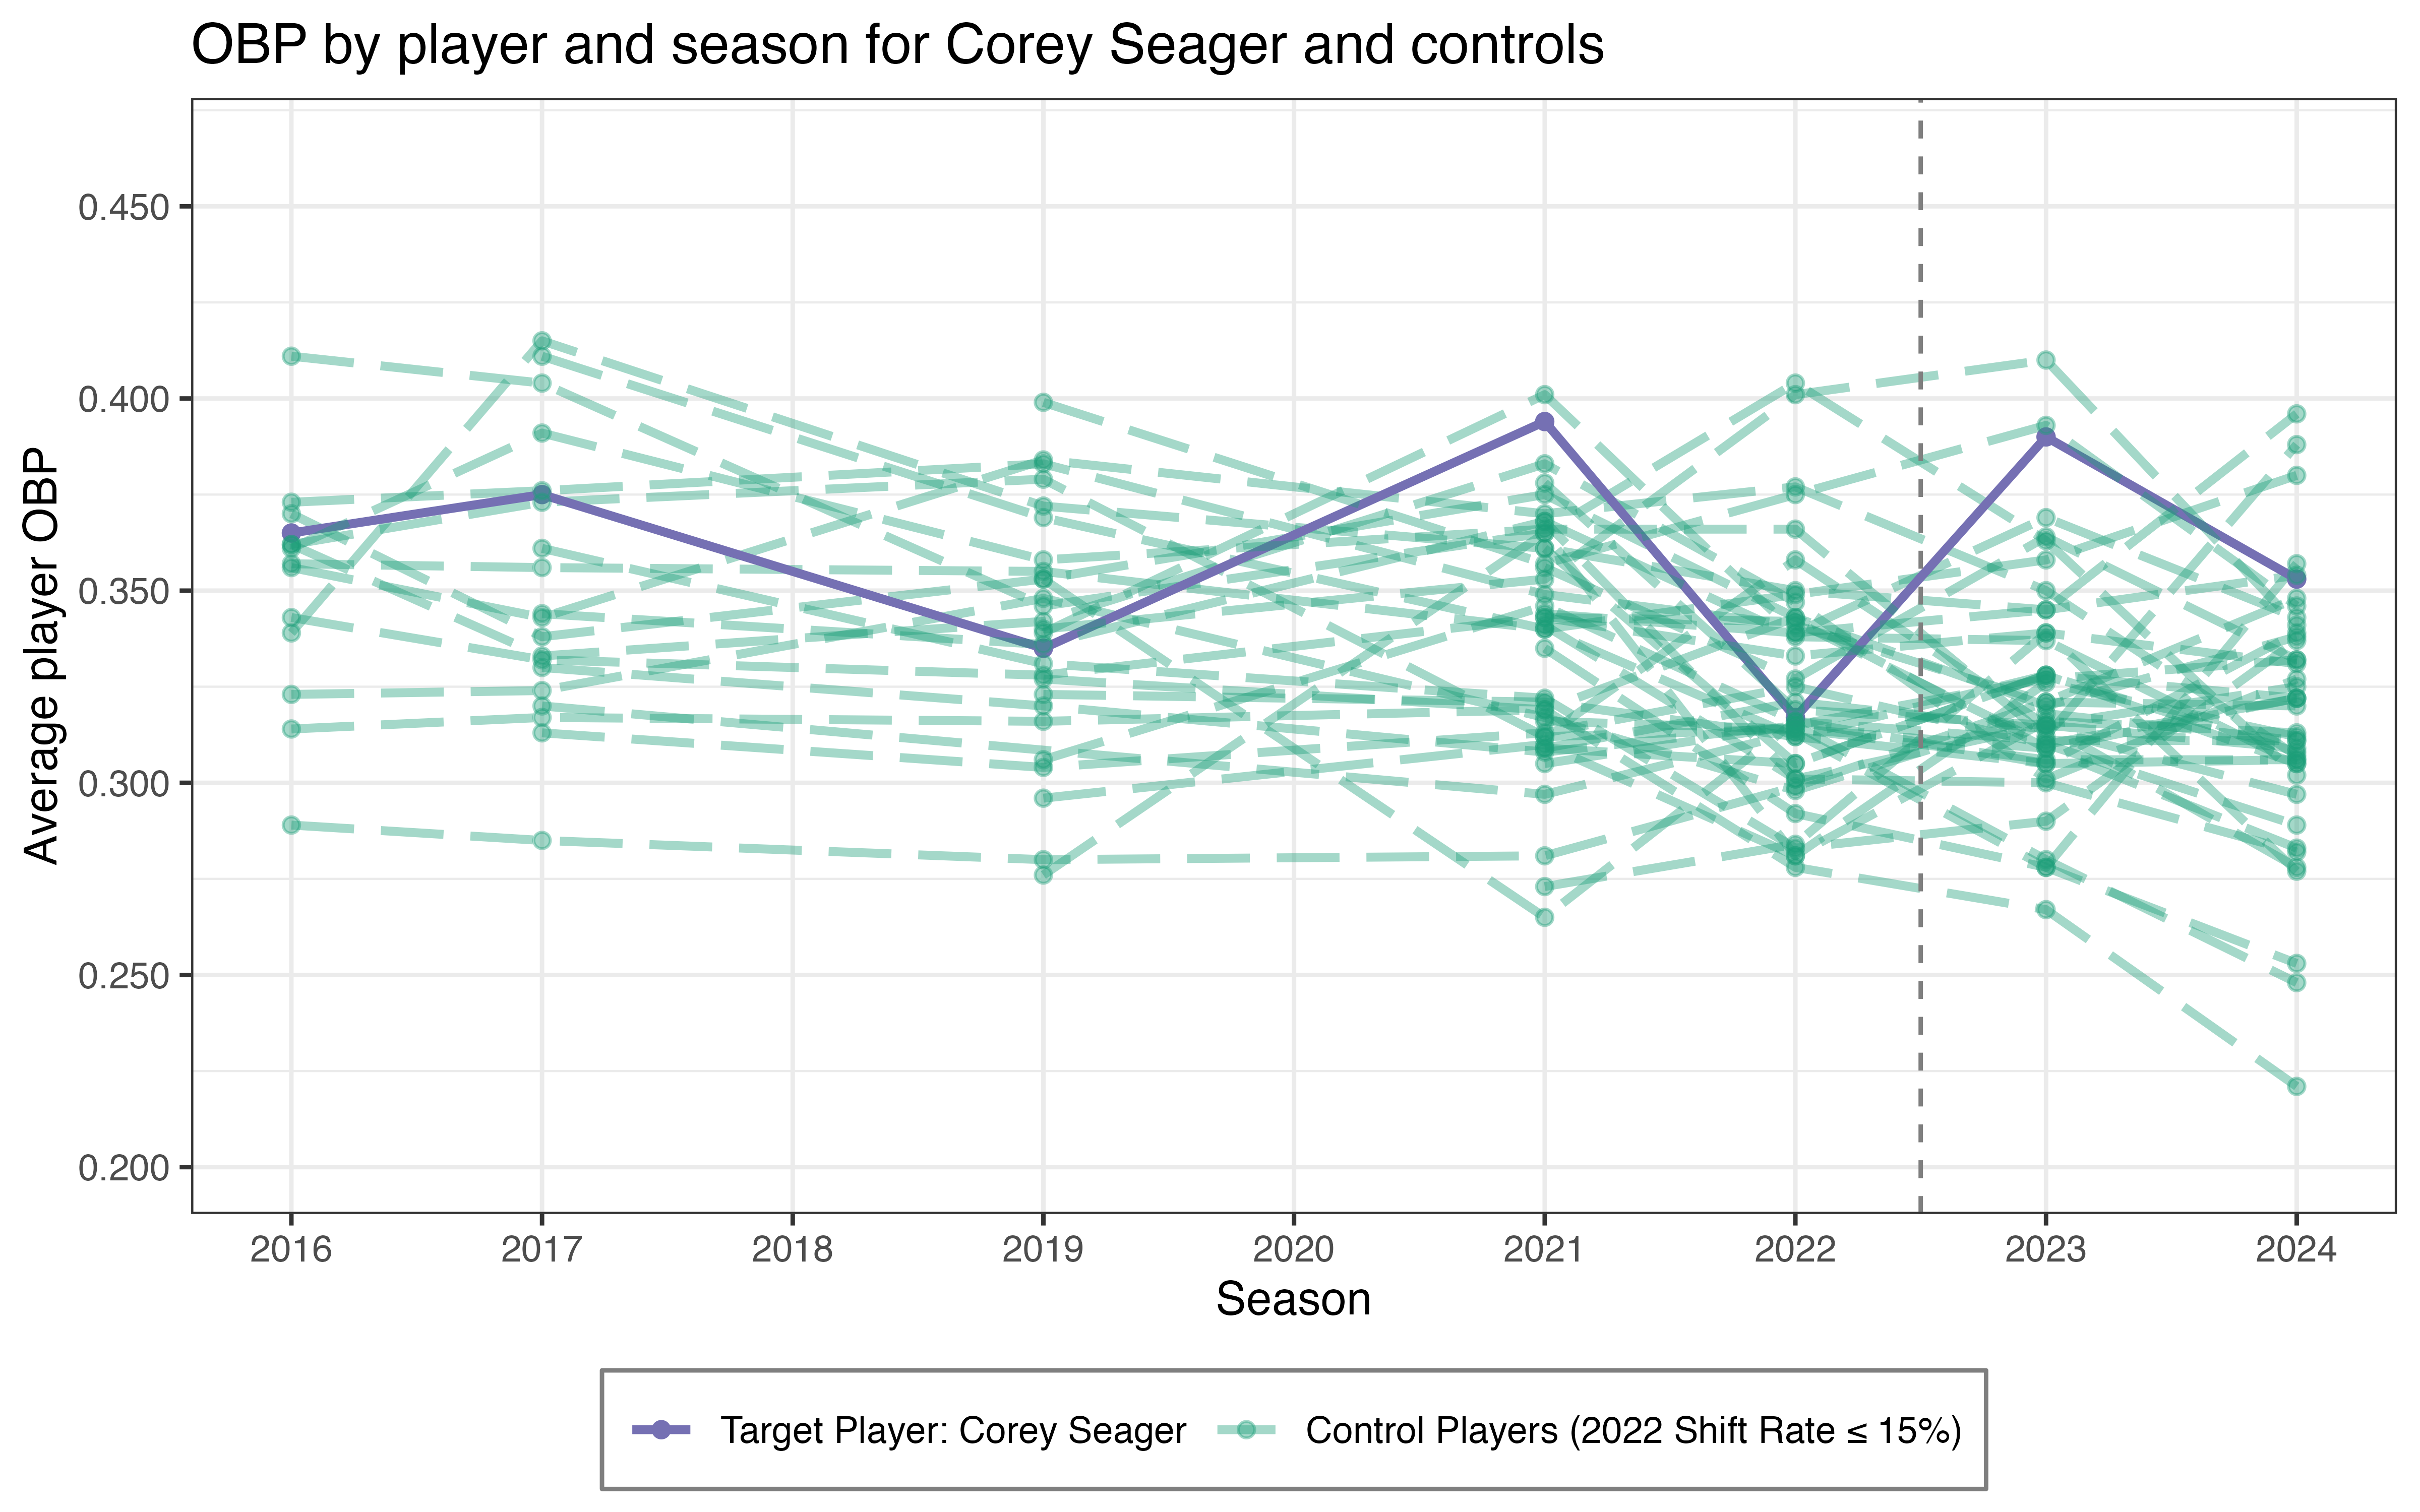 OBP by player and season for Corey Seager and controls
Average player OBP
0.450
0.400
0.350
0.300
0.250
0.200
2016 2017 2018 2019 2020 2021 2022 2023 2024
Season
Target Player: Corey Seager Control Players (2022 Shift Rate ≤ 15%)